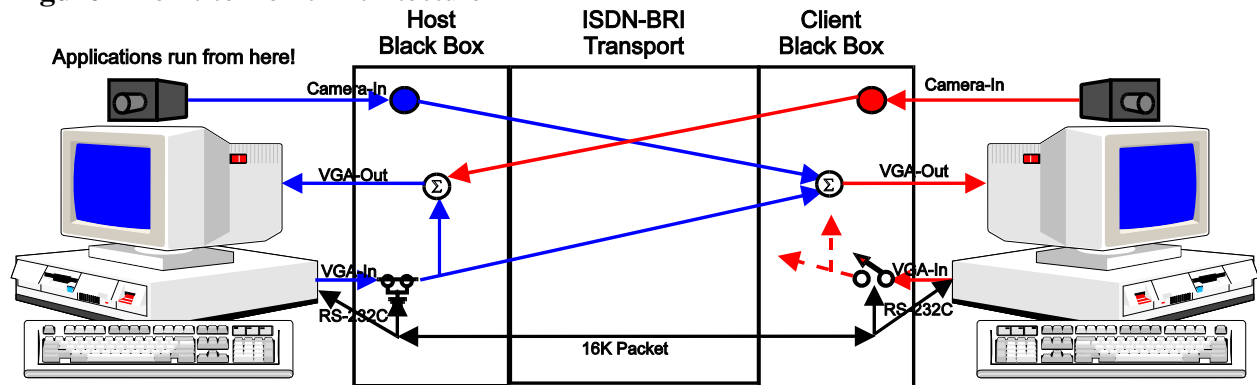 Host
Black Box
ISDN-BRI
Transport
Client
Black Box
Applications run from here!
Camera-In
Camera-In
VGA-Out
Σ
Σ
VGA-Out
VGA-In
VGA-In
RS-232C
RS-232C
16K Packet